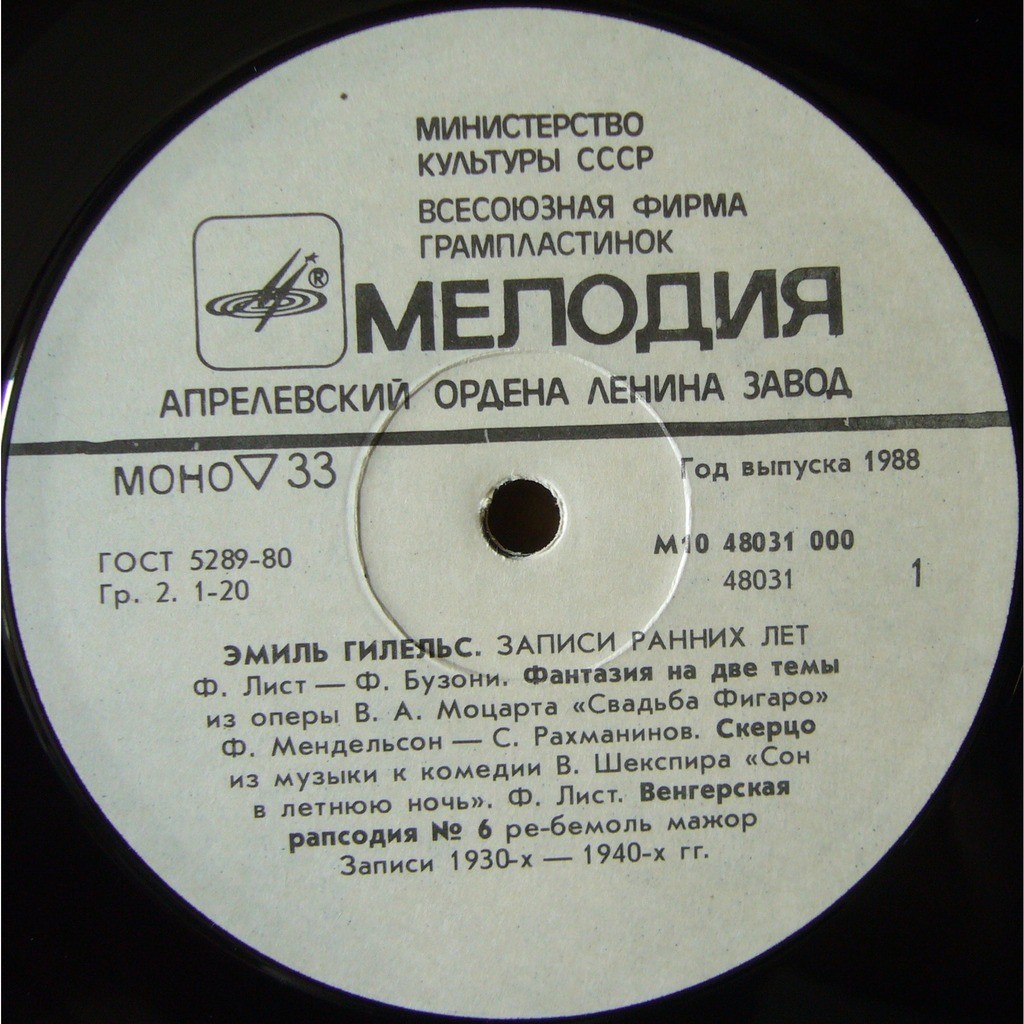 МИНИСТЕРСТВО
КУЛЬТУРЫ СССР
ВСЕСОЮЗНАЯ ФИРМА
ГРАМПЛАСТИНОК
®
МЕЛОДИЯ
АПРЕЛЕВСКИЙ ОРДЕНА ЛЕНИНА ЗАВОД
МОНО ▽ 33
Год выпуска 1988
ГОСТ 5289-80
Гр. 2. 1-20
М10 48031 000
48031
1
ЭМИЛЬ ГИЛЕЛЬС. ЗАПИСИ РАННИХ ЛЕТ
Ф. Лист — Ф. Бузони. Фантазия на две темы
из оперы В. А. Моцарта «Свадьба Фигаро»
Ф. Мендельсон — С. Рахманинов. Скерцо
из музыки к комедии В. Шекспира «Сон
в летнюю ночь». Ф. Лист. Венгерская
рапсодия № 6 ре-бемоль мажор
Записи 1930-х — 1940-х гг.